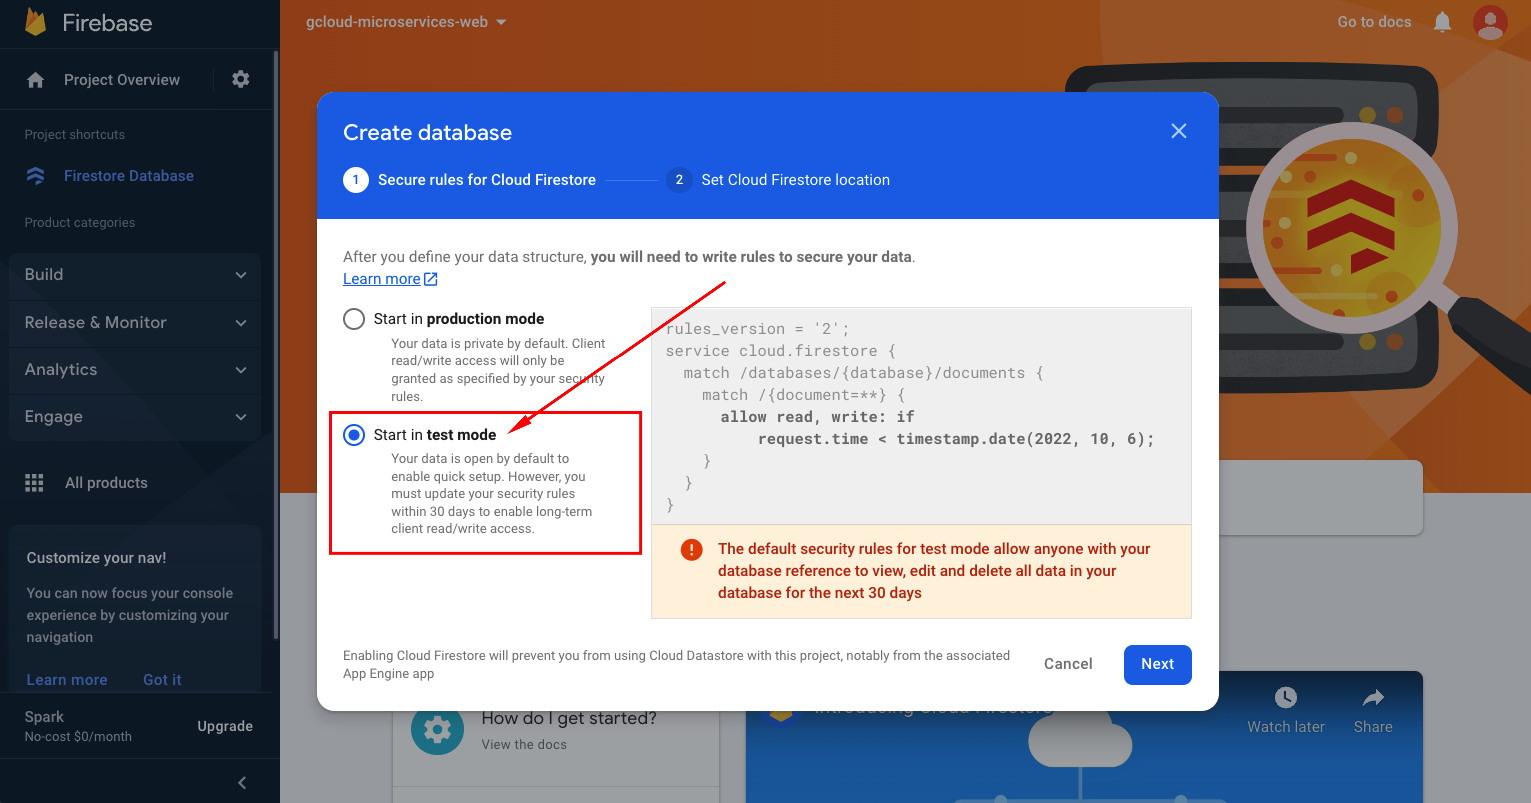 Firebase
gcloud-microservices-web
Go to docs
Project Overview
Project shortcuts
Firestore Database
Product categories
Build
Release & Monitor
Analytics
Engage
All products
Customize your nav!
You can now focus your console
experience by customizing your
navigation
Learn more
Got it
Spark
No-cost $0/month
Upgrade
Create database
1
Secure rules for Cloud Firestore
2
Set Cloud Firestore location
After you define your data structure, you will need to write rules to secure your data.
Learn more
Start in production mode
Your data is private by default. Client
read/write access will only be
granted as specified by your security
rules.
Start in test mode
Your data is open by default to
enable quick setup. However, you
must update your security rules
within 30 days to enable long-term
client read/write access.
rules_version = '2';
service cloud.firestore {
match /databases/{database}/documents {
match /{document=**} {
allow read, write: if
request.time < timestamp.date(2022, 10, 6);
}
}
}
The default security rules for test mode allow anyone with your
database reference to view, edit and delete all data in your
database for the next 30 days
Enabling Cloud Firestore will prevent you from using Cloud Datastore with this project, notably from the associated
App Engine app
Cancel
Next
How do I get started?
View the docs
Introducing Cloud Firestore
Watch later
Share